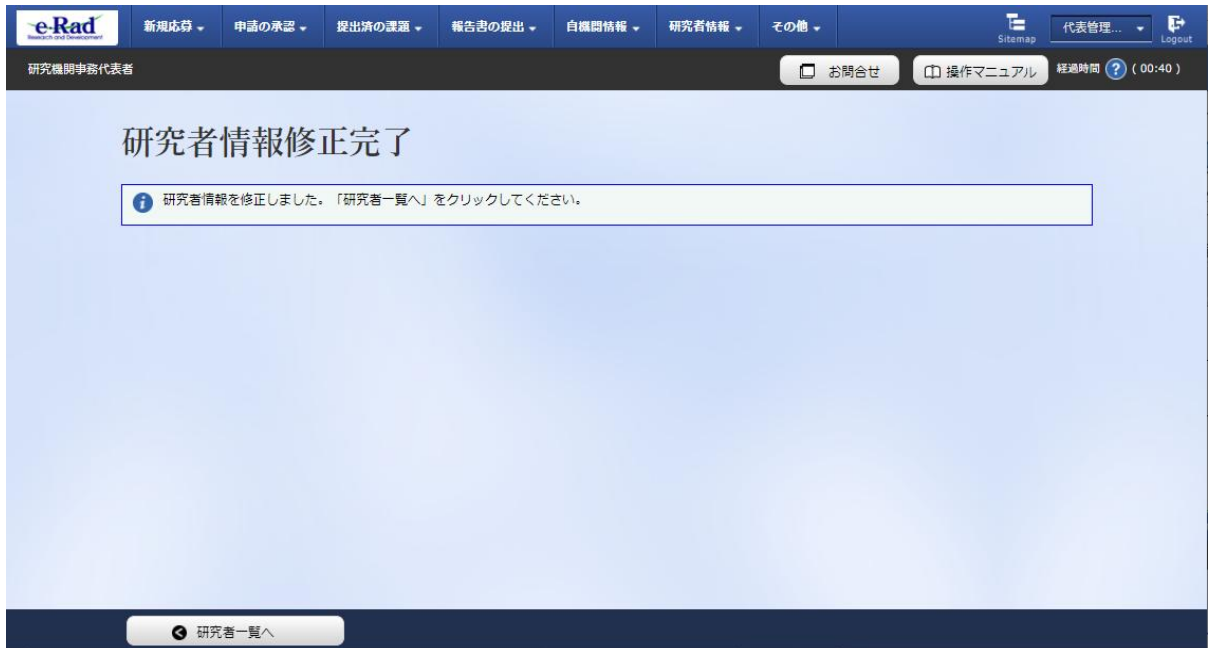 e-Rad
Research and Development
新規応募
申請の承認
提出済の課題
報告書の提出
自機関情報
研究者情報
その他
Sitemap
代表管理...
Logout
研究機関事務代表者
お問合せ
操作マニュアル
経過時間 ? ( 00:40 )
研究者情報修正完了
研究者情報を修正しました。「研究者一覧へ」をクリックしてください。
研究者一覧へ